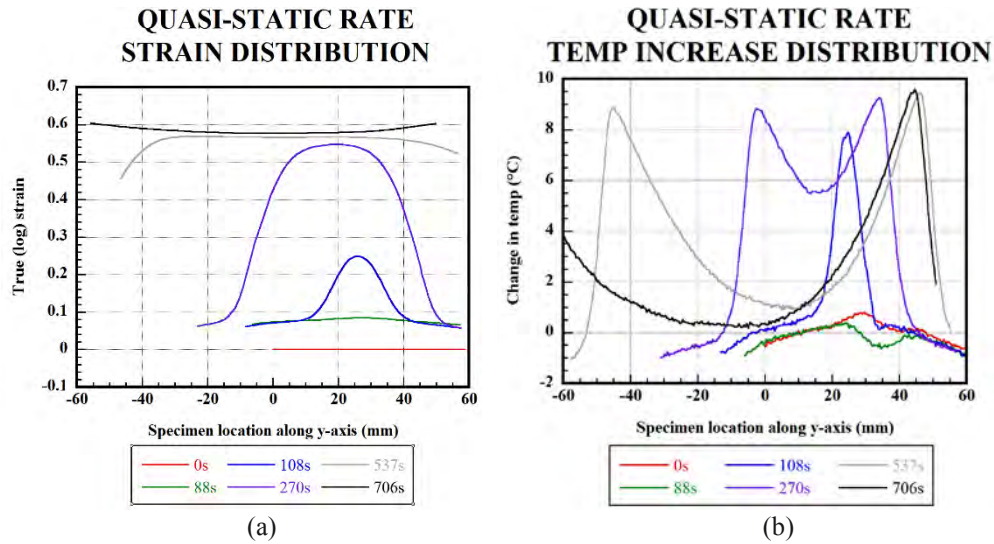 QUASI-STATIC RATE
STRAIN DISTRIBUTION
0.7
0.6
0.5
0.4
0.3
0.2
0.1
0
-0.1
-60 -40 -20 0 20 40 60
True (log) strain
Specimen location along y-axis (mm)
0s 108s 537s
88s 270s 706s
(a)
QUASI-STATIC RATE
TEMP INCREASE DISTRIBUTION
10
8
6
4
2
0
-2
-60 -40 -20 0 20 40 60
Change in temp (°C)
Specimen location along y-axis (mm)
0s 108s 537s
88s 270s 706s
(b)